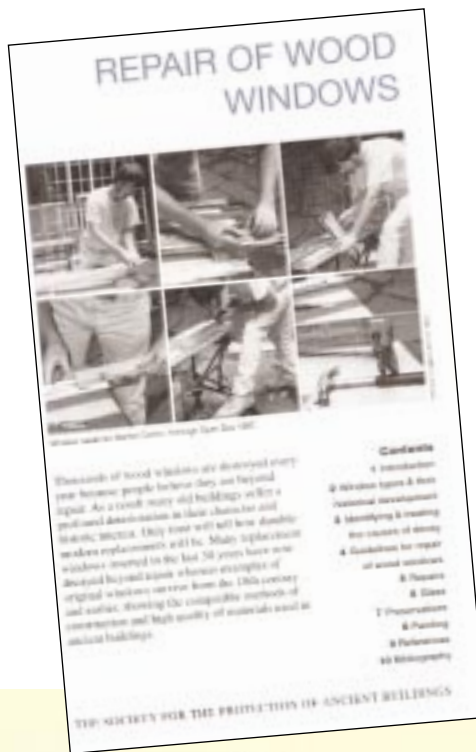 REPAIR OF WOOD
WINDOWS
Thousands of wood windows are destroyed every
year because people believe they are beyond
repair. As a result many old buildings suffer a
profound deterioration in their character and
historic interest. Only time will tell how durable
modern replacements will be. Many replacement
windows inserted in the last 30 years have now
decayed beyond repair whereas examples of
original windows survive from the 18th century
and earlier, showing the comparable methods of
construction and high quality of materials used in
ancient buildings.
Contents
1 Introduction
2 Window types & their
historical development
3 Identifying & treating
the causes of decay
4 Guidelines for repair
of wood windows
5 Repairs
6 Glass
7 Preservatives
8 Painting
9 References
10 Bibliography
THE SOCIETY FOR THE PROTECTION OF ANCIENT BUILDINGS